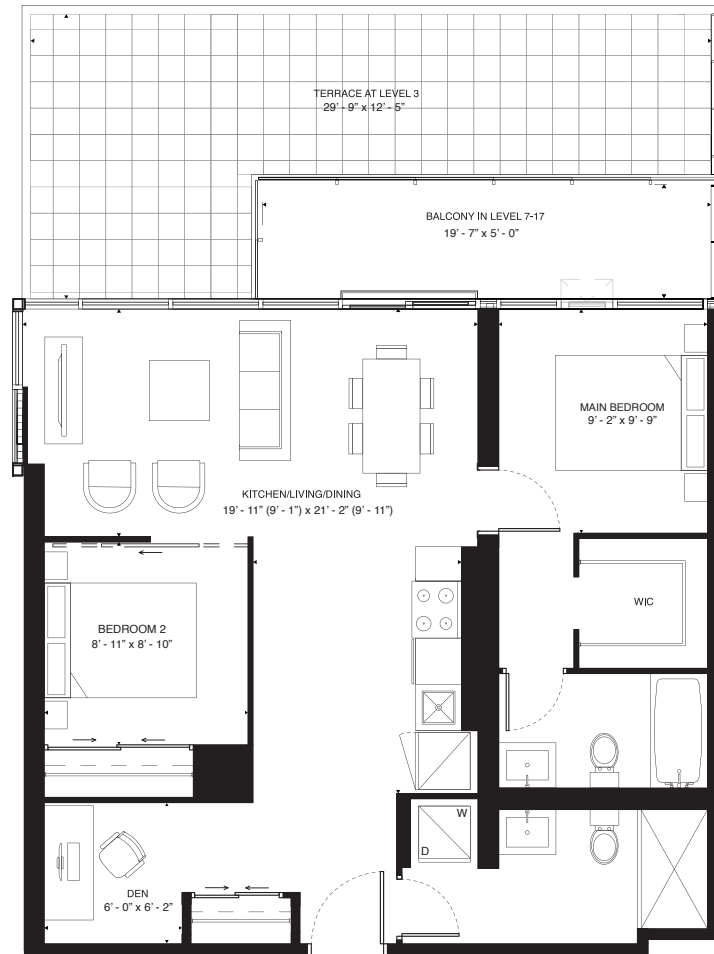 TERRACE AT LEVEL 3
29’ - 9” x 12’ - 5”
BALCONY IN LEVEL 7-17
19’ - 7” x 5’ - 0”
MAIN BEDROOM
9’ - 2” x 9’ - 9”
KITCHEN/LIVING/DINING
19’ - 11” (9’ - 1”) x 21’ - 2” (9’ - 11”)
WIC
BEDROOM 2
8’ - 11” x 8’ - 10”
W
D
DEN
6’ - 0” x 6’ - 2”